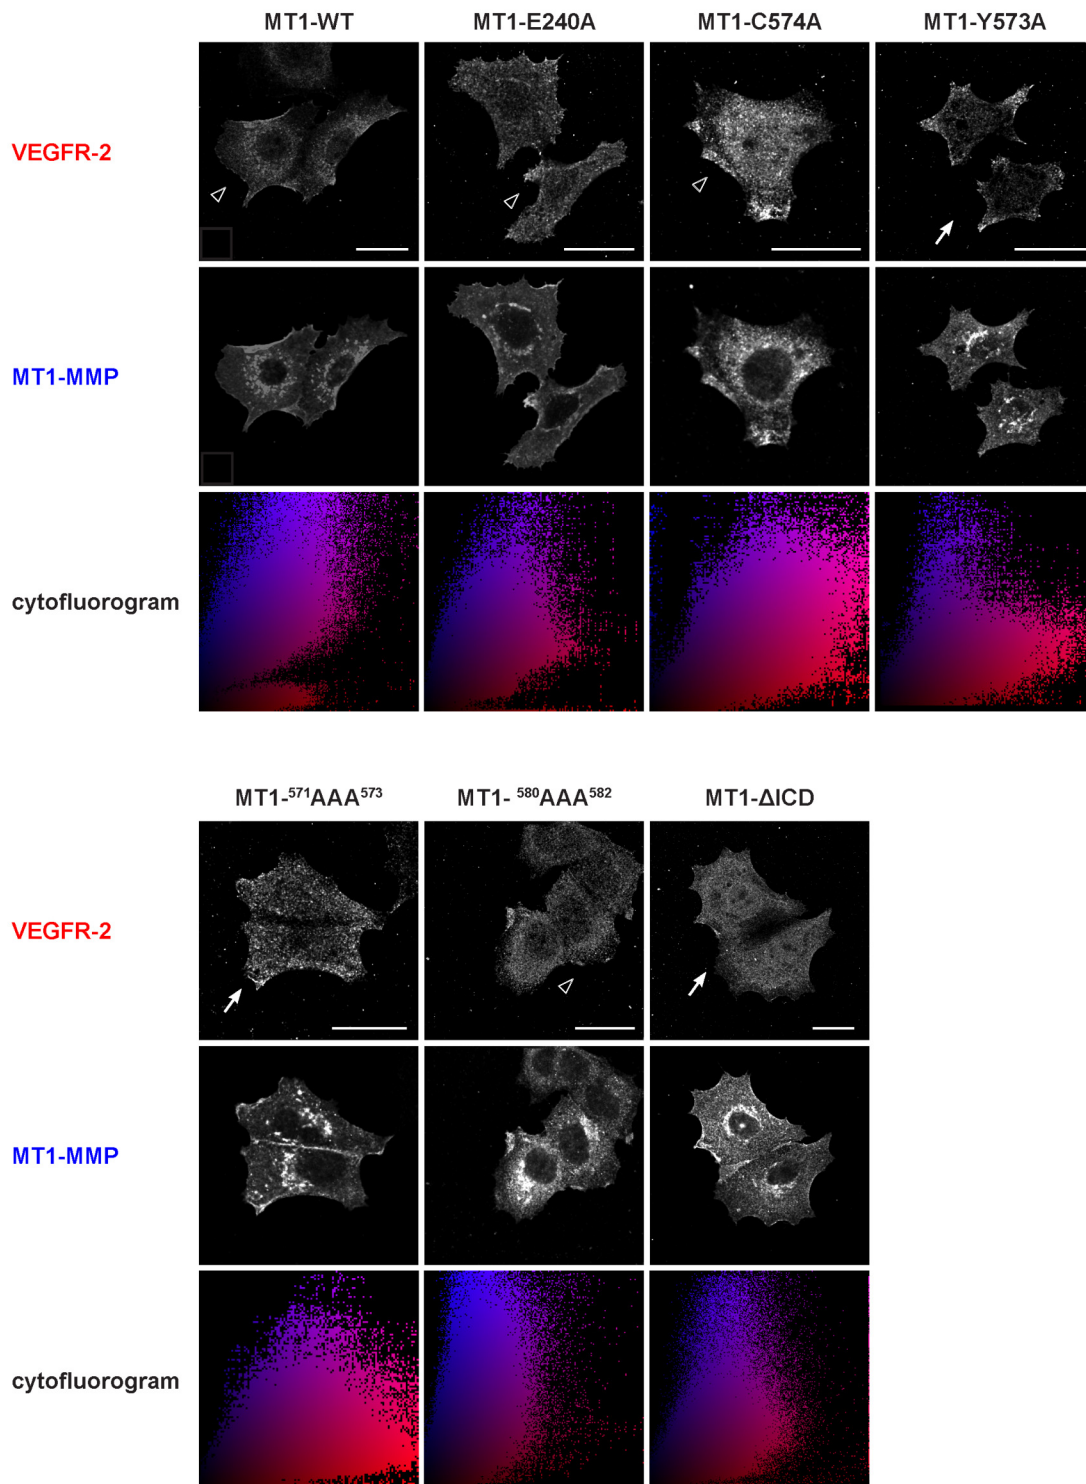 MT1-WT MT1-E240A MT1-C574A MT1-Y573A
VEGFR-2
MT1-MMP
cytofluorogram
MT1-⁵⁷¹AAA⁵⁷³ MT1- ⁵⁸⁰AAA⁵⁸² MT1-ΔICD
VEGFR-2
MT1-MMP
cytofluorogram